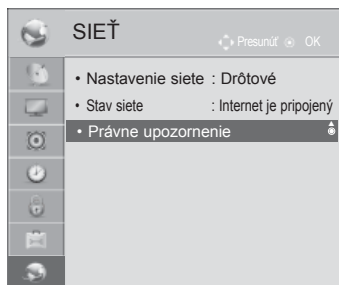 SIEŤ
Presunúť OK
• Nastavenie siete : Drôtové
• Stav siete : Internet je pripojený
• Právne upozornenie